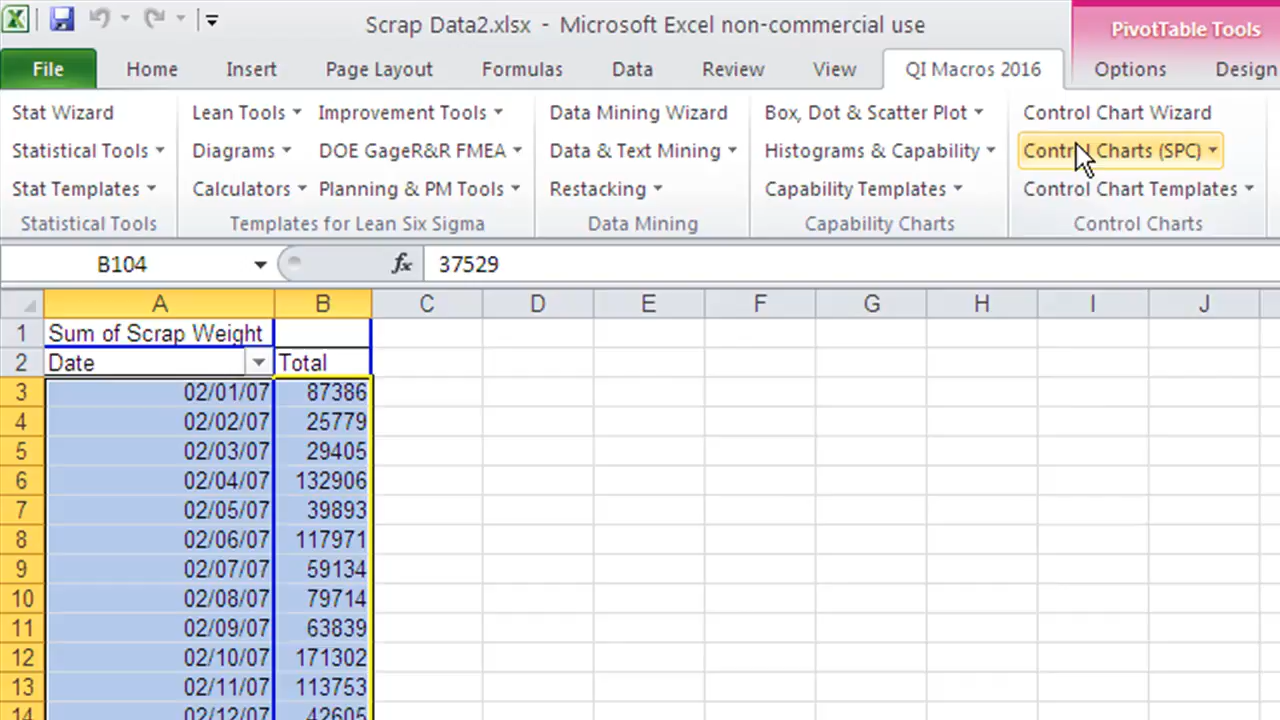 Scrap Data2.xlsx - Microsoft Excel non-commercial use
PivotTable Tools
File Home Insert Page Layout Formulas Data Review View QI Macros 2016 Options Design
Stat Wizard Lean Tools Improvement Tools Data Mining Wizard Box, Dot & Scatter Plot Control Chart Wizard
Statistical Tools Diagrams DOE GageR&R FMEA Data & Text Mining Histograms & Capability Control Charts (SPC)
Stat Templates Calculators Planning & PM Tools Restacking Capability Templates Control Chart Templates
Statistical Tools Templates for Lean Six Sigma Data Mining Capability Charts Control Charts
B104 fx 37529
A B C D E F G H I J
1 Sum of Scrap Weight
2 Date Total
3 02/01/07 87386
4 02/02/07 25779
5 02/03/07 29405
6 02/04/07 132906
7 02/05/07 39893
8 02/06/07 117971
9 02/07/07 59134
10 02/08/07 79714
11 02/09/07 63839
12 02/10/07 171302
13 02/11/07 113753
14 02/12/07 42605